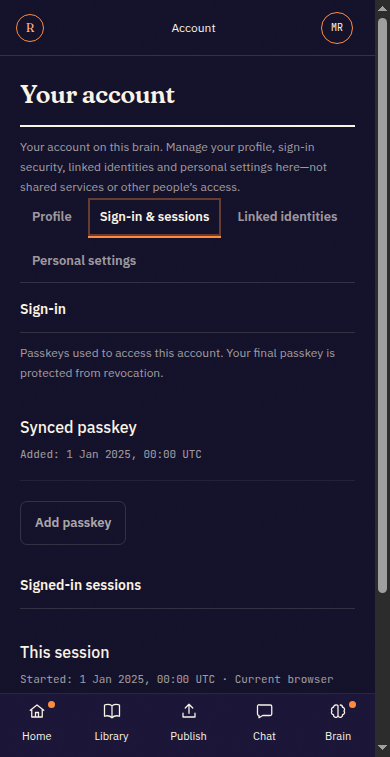 R
Account
MR
Your account
Your account on this brain. Manage your profile, sign-in
security, linked identities and personal settings here—not
shared services or other people's access.
Profile
Sign-in & sessions
Linked identities
Personal settings
Sign-in
Passkeys used to access this account. Your final passkey is
protected from revocation.
Synced passkey
Added: 1 Jan 2025, 00:00 UTC
Add passkey
Signed-in sessions
This session
Started: 1 Jan 2025, 00:00 UTC · Current browser
Home
Library
Publish
Chat
Brain